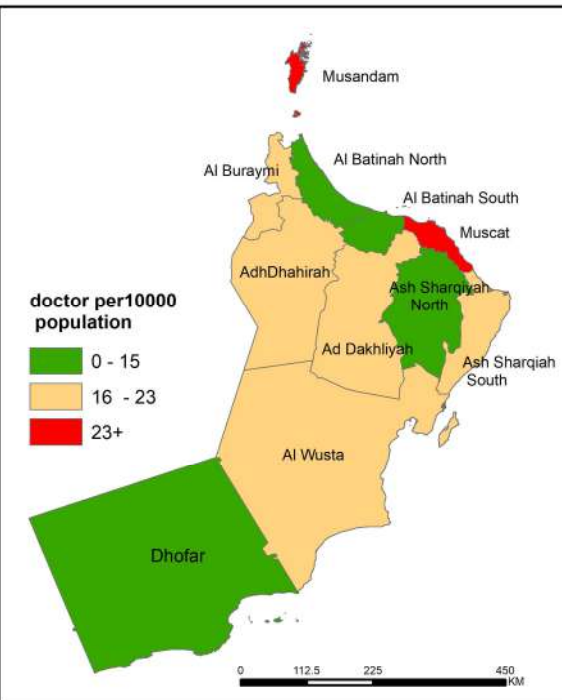 Musandam
Al Batinah North
Al Buraymi
Al Batinah South
Muscat
AdhDhahirah
Ash Sharqiyah
North
doctor per10000
population
0 - 15
16 - 23
23+
Ad Dakhliyah
Ash Sharqiah
South
Al Wusta
Dhofar
0 112.5 225 450
KM